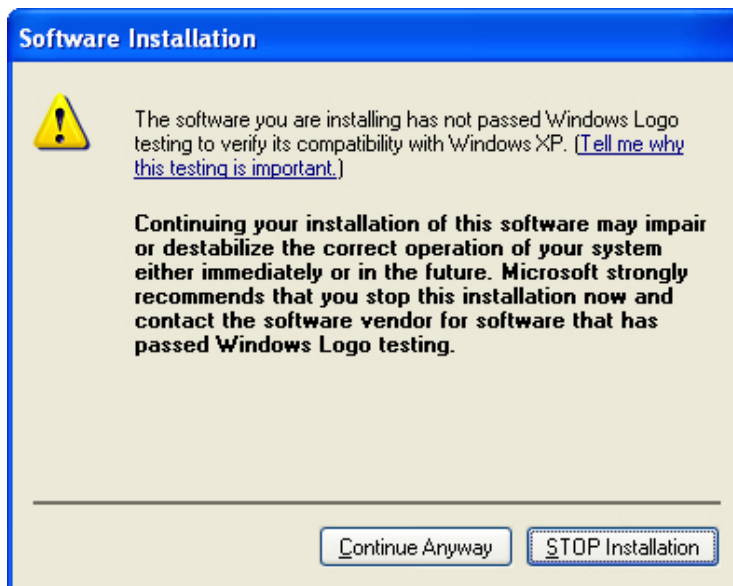 Software Installation
The software you are installing has not passed Windows Logo
testing to verify its compatibility with Windows XP. (Tell me why
this testing is important.)
Continuing your installation of this software may impair
or destabilize the correct operation of your system
either immediately or in the future. Microsoft strongly
recommends that you stop this installation now and
contact the software vendor for software that has
passed Windows Logo testing.
Continue Anyway
STOP Installation